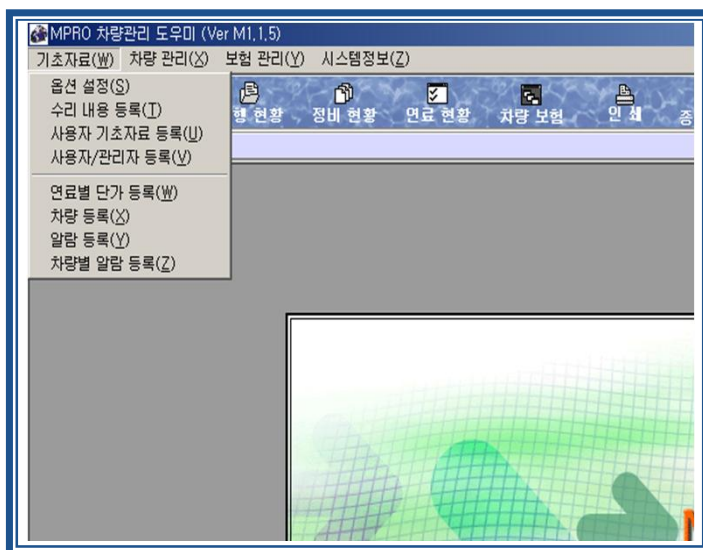 MPRO 차량관리 도우미 (Ver M1,1,5)
기초자료(W) 차량 관리(X) 보험 관리(Y) 시스템정보(Z)
옵션 설정(S)
수리 내용 등록(T)
사용자 기초자료 등록(U)
사용자/관리자 등록(V)
연료별 단가 등록(W)
차량 등록(X)
알람 등록(Y)
차량별 알람 등록(Z)
행 현황 정비 현황 연료 현황 차량 보험 인 쇄 종